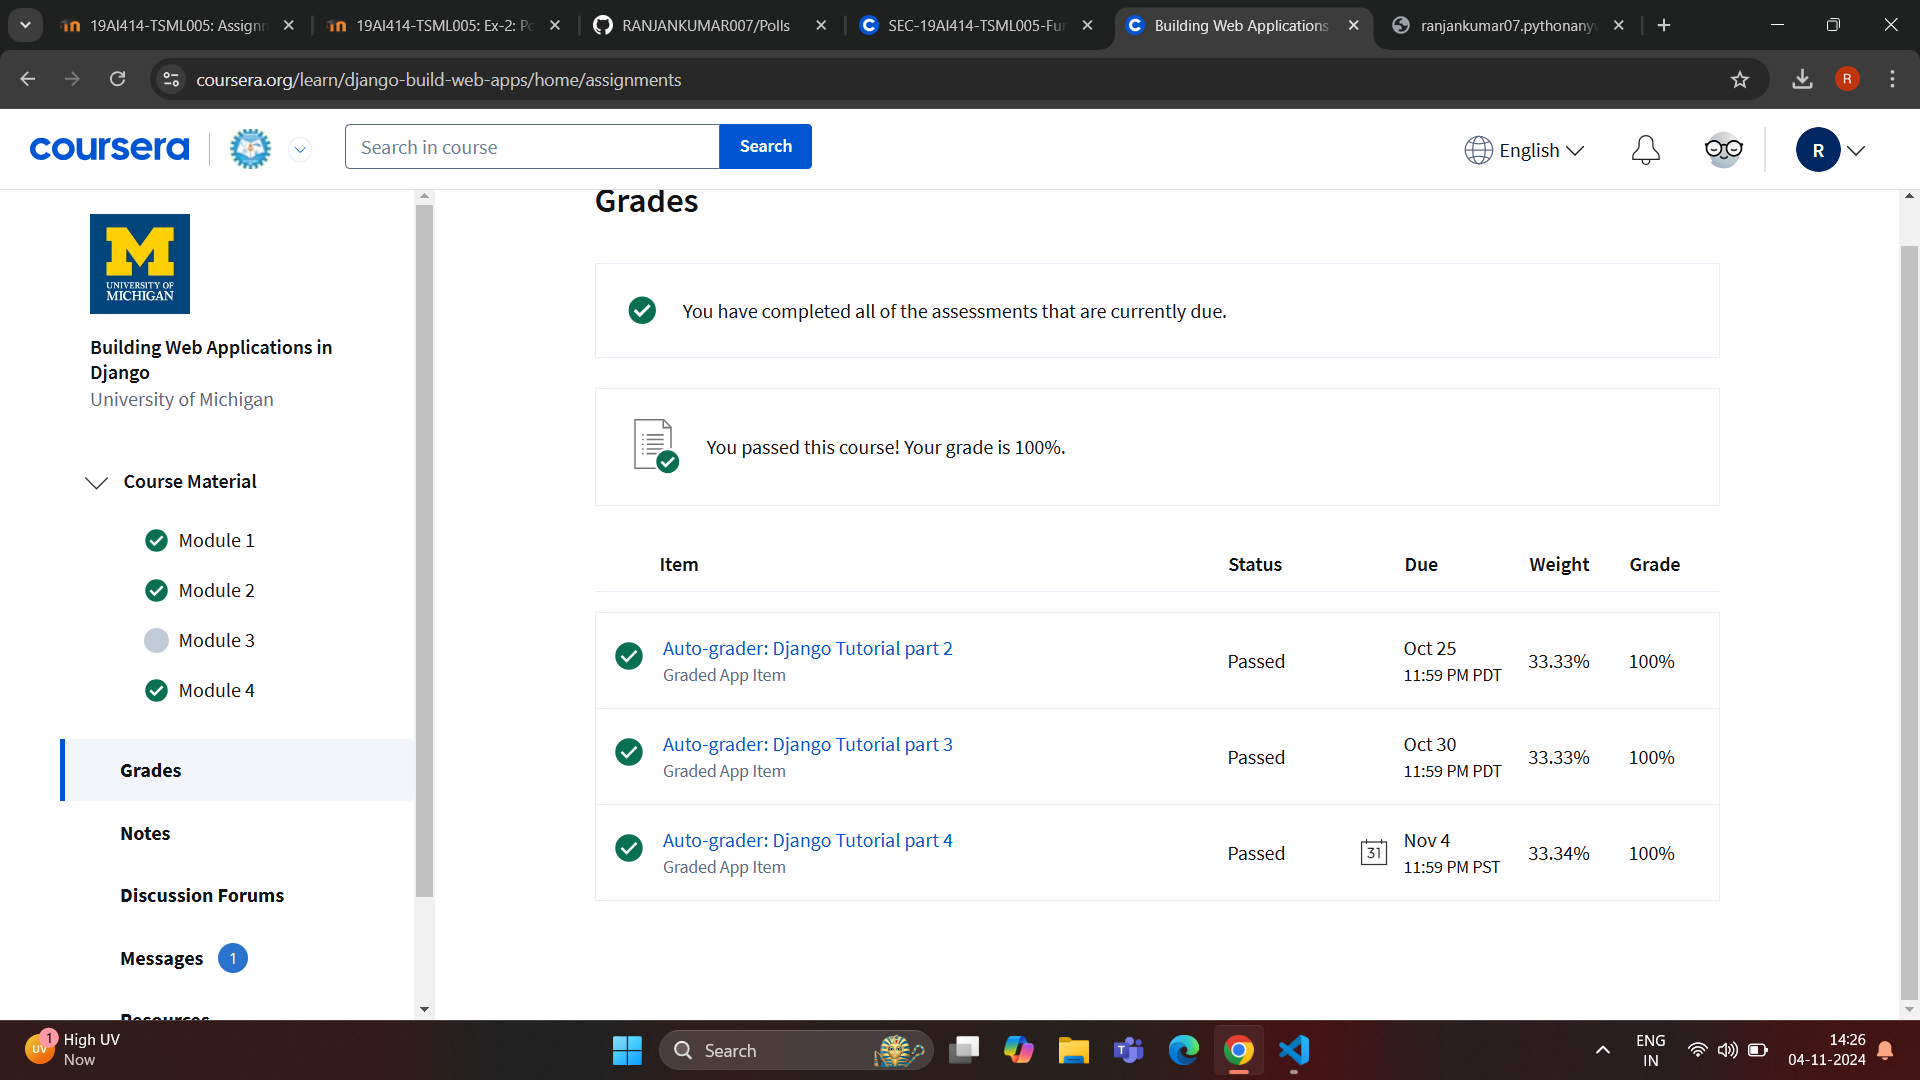 19AI414-TSML005: Assignm
19AI414-TSML005: Ex-2: Po
RANJANKUMAR007/Polls
SEC-19AI414-TSML005-Fur
Building Web Applications
ranjankumar07.pythonany
coursera.org/learn/django-build-web-apps/home/assignments
R
coursera
Search in course
Search
English
R
M
UNIVERSITY OF
MICHIGAN
Building Web Applications in
Django
University of Michigan
Course Material
Module 1
Module 2
Module 3
Module 4
Grades
Notes
Discussion Forums
Messages 1
Resources
Grades
You have completed all of the assessments that are currently due.
You passed this course! Your grade is 100%.
Item Status Due Weight Grade
Auto-grader: Django Tutorial part 2
Graded App Item
Passed
Oct 25
11:59 PM PDT
33.33%
100%
Auto-grader: Django Tutorial part 3
Graded App Item
Passed
Oct 30
11:59 PM PDT
33.33%
100%
Auto-grader: Django Tutorial part 4
Graded App Item
Passed
31
Nov 4
11:59 PM PST
33.34%
100%
UV
1
High UV
Now
Search
ENG
IN
14:26
04-11-2024